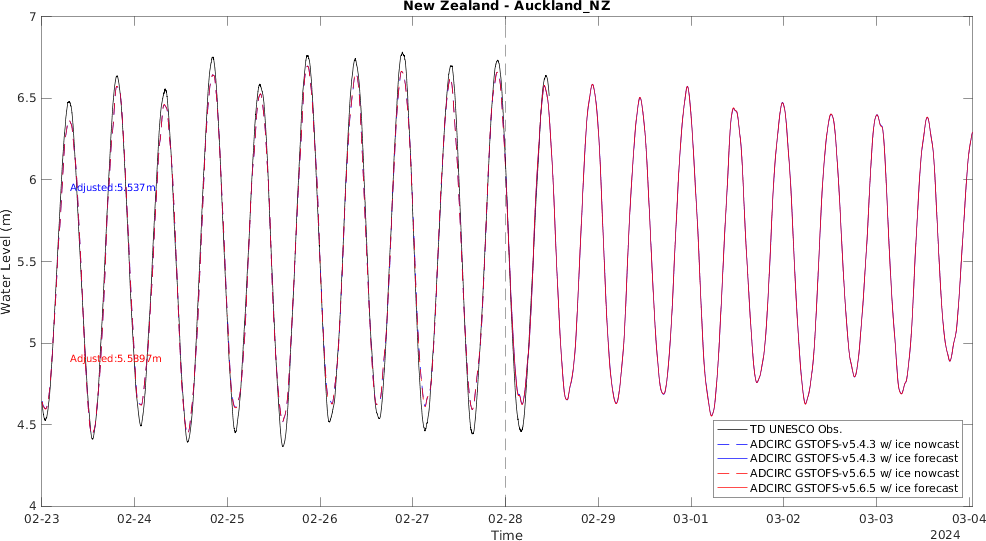 New Zealand - Auckland_NZ
7
6.5
6
5.5
5
4.5
4
Water Level (m)
Adjusted:5.537m
Adjusted:5.5897m
TD UNESCO Obs.
ADCIRC GSTOFS-v5.4.3 w/ ice nowcast
ADCIRC GSTOFS-v5.4.3 w/ ice forecast
ADCIRC GSTOFS-v5.6.5 w/ ice nowcast
ADCIRC GSTOFS-v5.6.5 w/ ice forecast
02-23 02-24 02-25 02-26 02-27 02-28 02-29 03-01 03-02 03-03 03-04
Time
2024